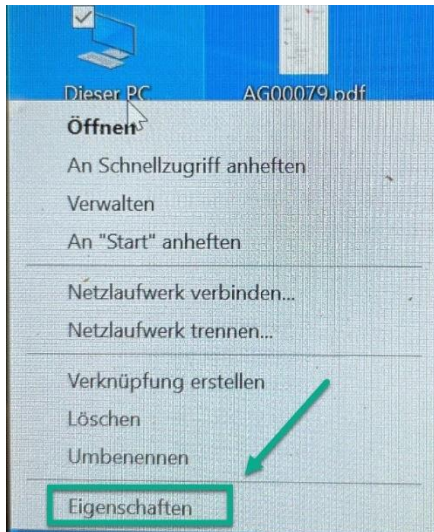 Dieser PC
AG00079.pdf
Öffnen
An Schnellzugriff anheften
Verwalten
An "Start" anheften
Netzlaufwerk verbinden...
Netzlaufwerk trennen...
Verknüpfung erstellen
Löschen
Umbenennen
Eigenschaften